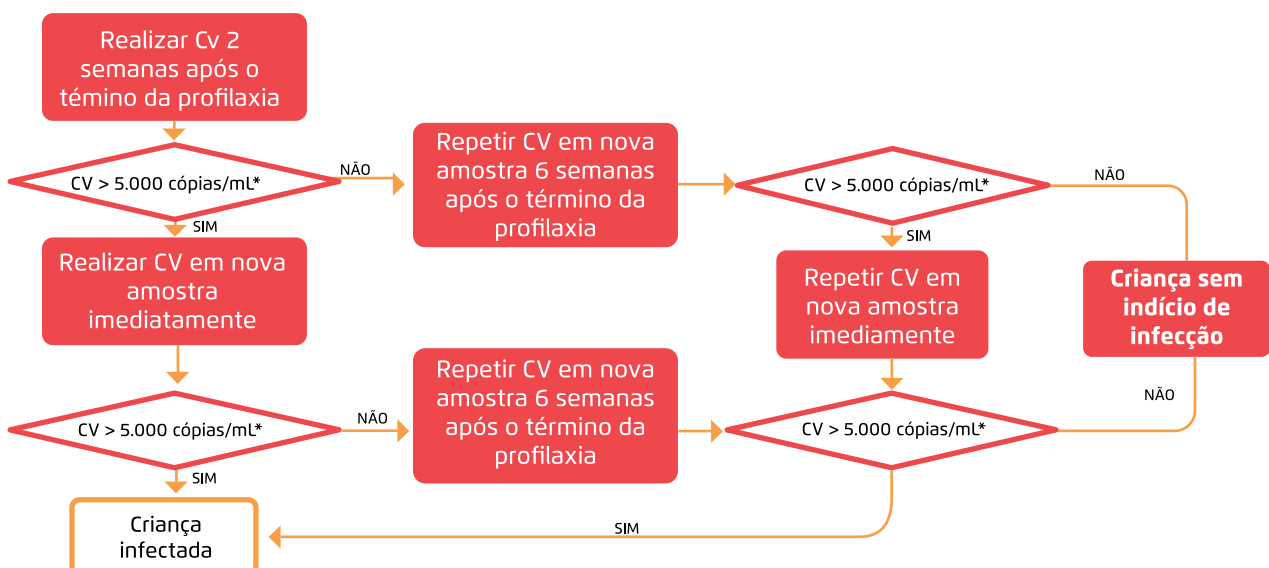 Realizar Cv 2
semanas após o
témino da profilaxia
CV > 5.000 cópias/mL*
NÃO
SIM
Repetir CV em nova
amostra 6 semanas
após o término da
profilaxia
CV > 5.000 cópias/mL*
NÃO
SIM
Realizar CV em nova
amostra
imediatamente
Repetir CV em
nova amostra
imediamente
Criança sem
indício de
infecção
CV > 5.000 cópias/mL*
NÃO
SIM
Repetir CV em nova
amostra 6 semanas
após o término da
profilaxia
CV > 5.000 cópias/mL*
NÃO
SIM
Criança
infectada